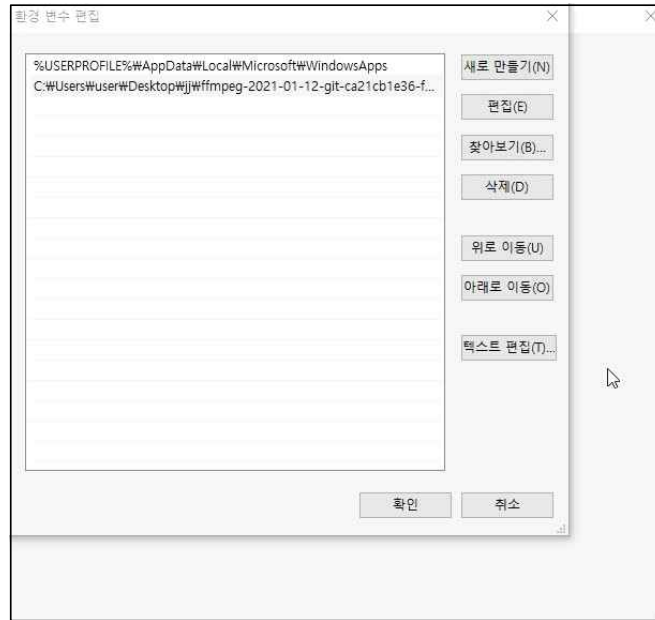 환경 변수 편집
%USERPROFILE%₩AppData₩Local₩Microsoft₩WindowsApps
C:₩Users₩user₩Desktop₩jj₩ffmpeg-2021-01-12-git-ca21cb1e36-f...
새로 만들기(N)
편집(E)
찾아보기(B)...
삭제(D)
위로 이동(U)
아래로 이동(O)
텍스트 편집(T)...
확인
취소